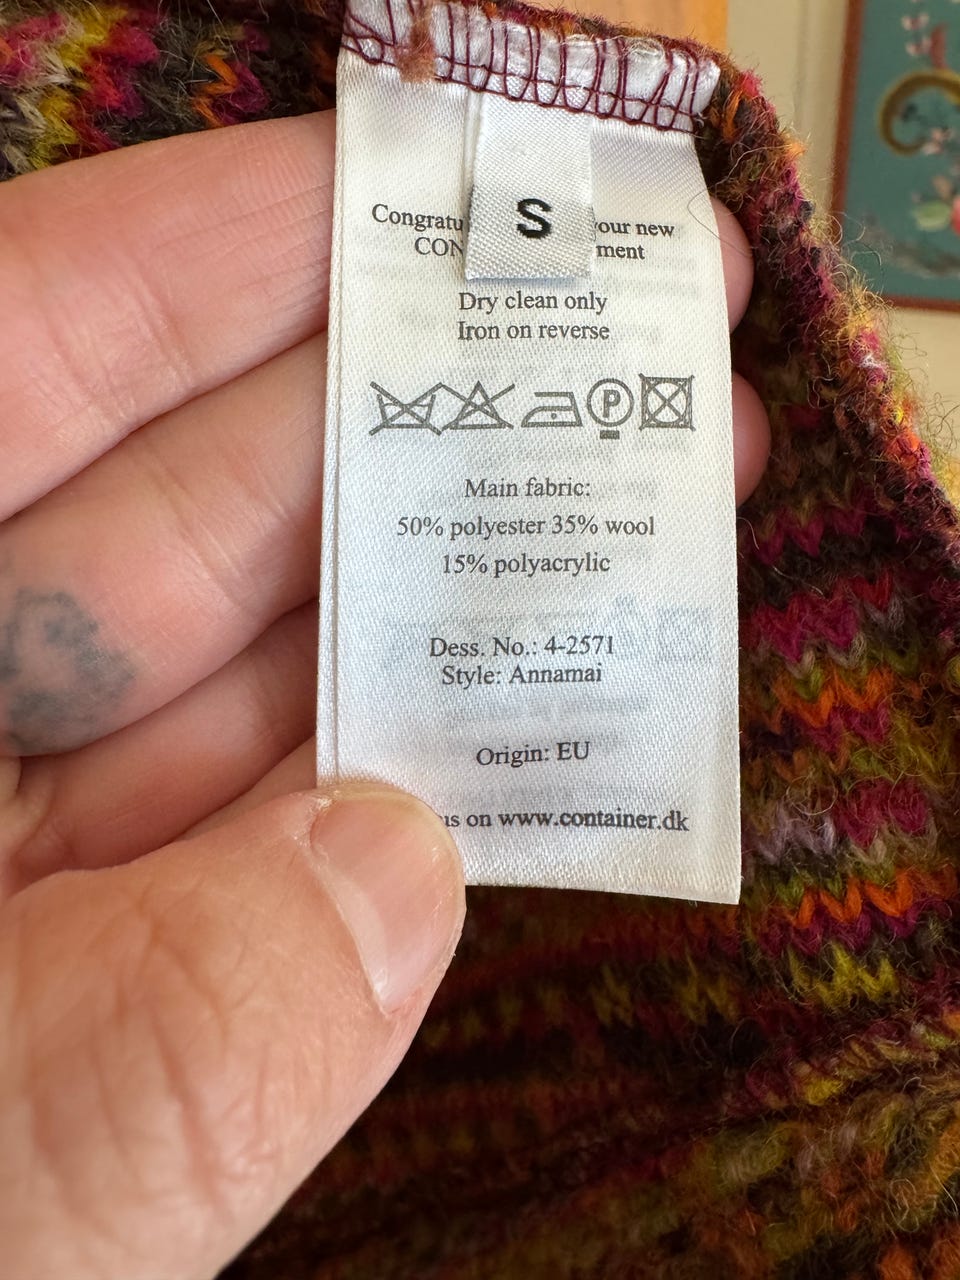 S
Congratu our new
CON ment
Dry clean only
Iron on reverse
P
Main fabric:
50% polyester 35% wool
15% polyacrylic
Dess. No.: 4-2571
Style: Annamai
Origin: EU
us on www.container.dk